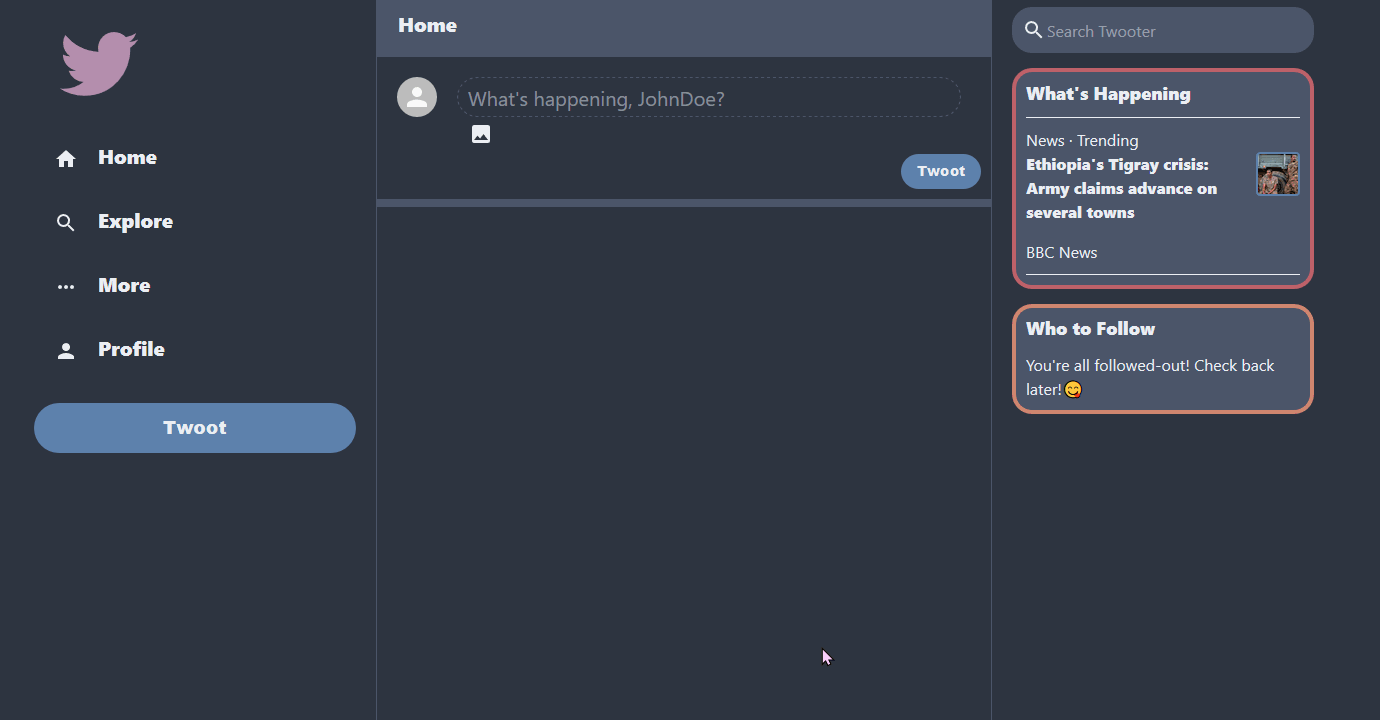 Home
Explore
More
Profile
Twoot
Home
What's happening, JohnDoe?
Twoot
Search Twooter
What's Happening
News · Trending
Ethiopia's Tigray crisis:
Army claims advance on
several towns
BBC News
Who to Follow
You're all followed-out! Check back
later!😋